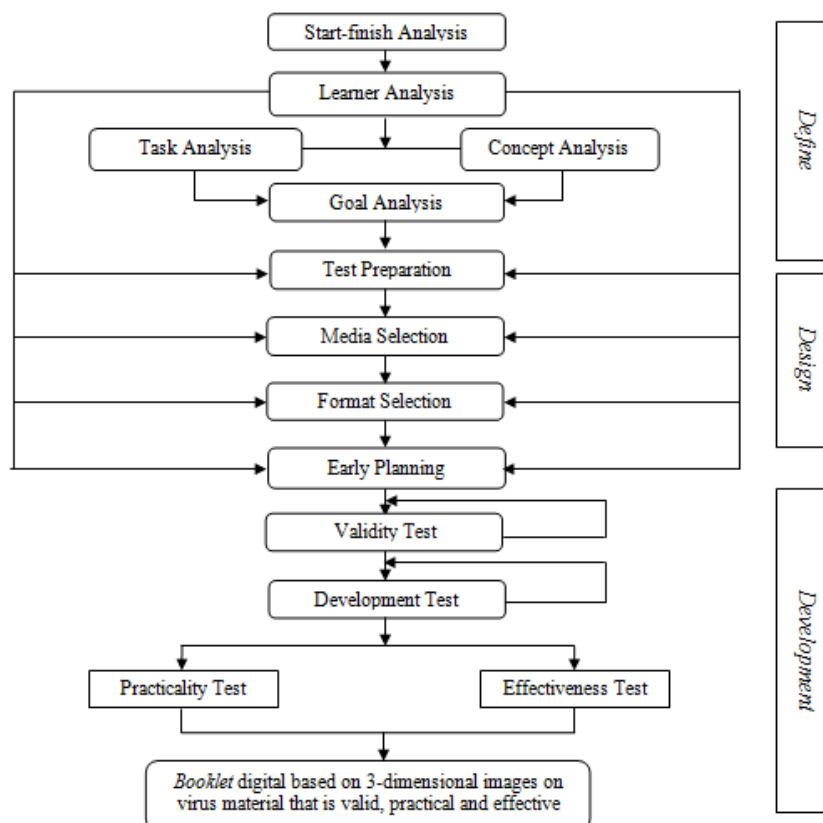 Start-finish Analysis
Learner Analysis
Task Analysis
Concept Analysis
Goal Analysis
Test Preparation
Media Selection
Format Selection
Early Planning
Validity Test
Development Test
Practicality Test
Effectiveness Test
Booklet digital based on 3-dimensional images on
virus material that is valid, practical and effective
Define
Design
Development